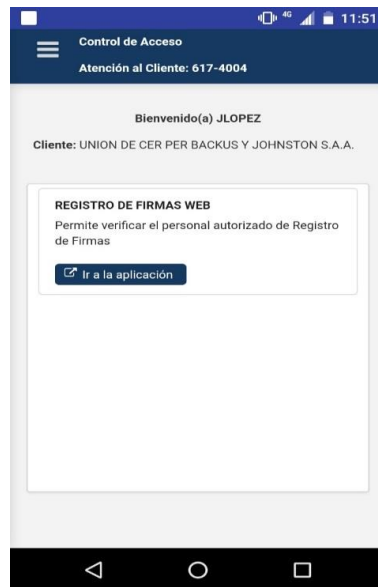 4G 11:51
Control de Acceso
Atención al Cliente: 617-4004
Bienvenido(a) JLOPEZ
Cliente: UNION DE CER PER BACKUS Y JOHNSTON S.A.A.
REGISTRO DE FIRMAS WEB
Permite verificar el personal autorizado de Registro
de Firmas
Ir a la aplicación